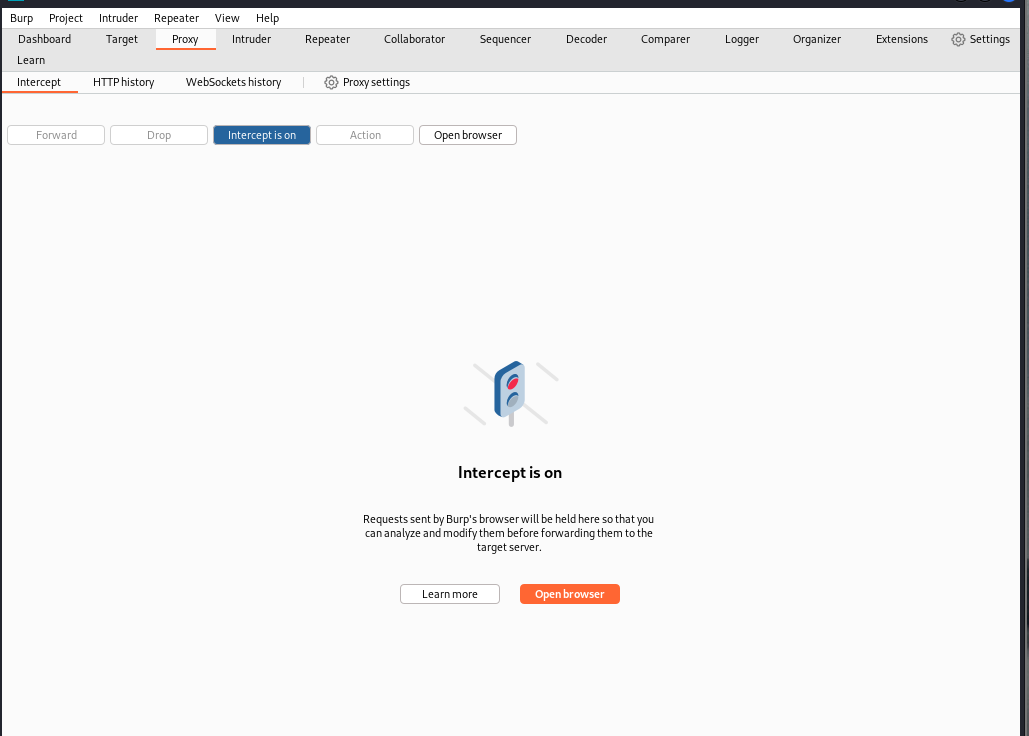 Burp Project Intruder Repeater View Help
Dashboard Target Proxy Intruder Repeater Collaborator Sequencer Decoder Comparer Logger Organizer Extensions Settings
Learn
Intercept HTTP history WebSockets history Proxy settings
Forward Drop Intercept is on Action Open browser
Intercept is on
Requests sent by Burp's browser will be held here so that you
can analyze and modify them before forwarding them to the
target server.
Learn more Open browser